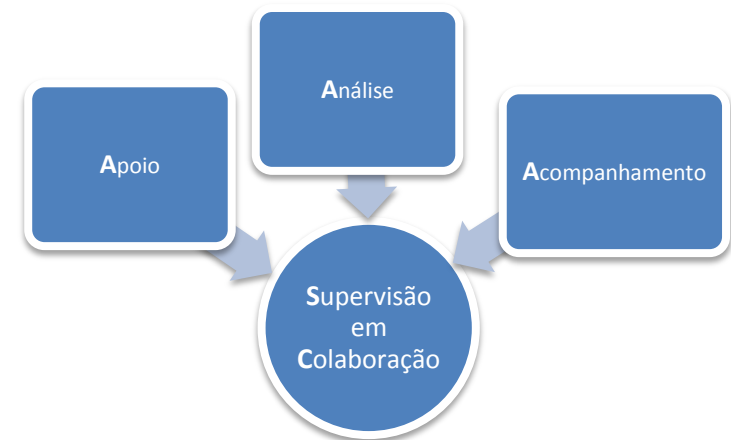 Apoio
Análise
Acompanhamento
Supervisão
em
Colaboração